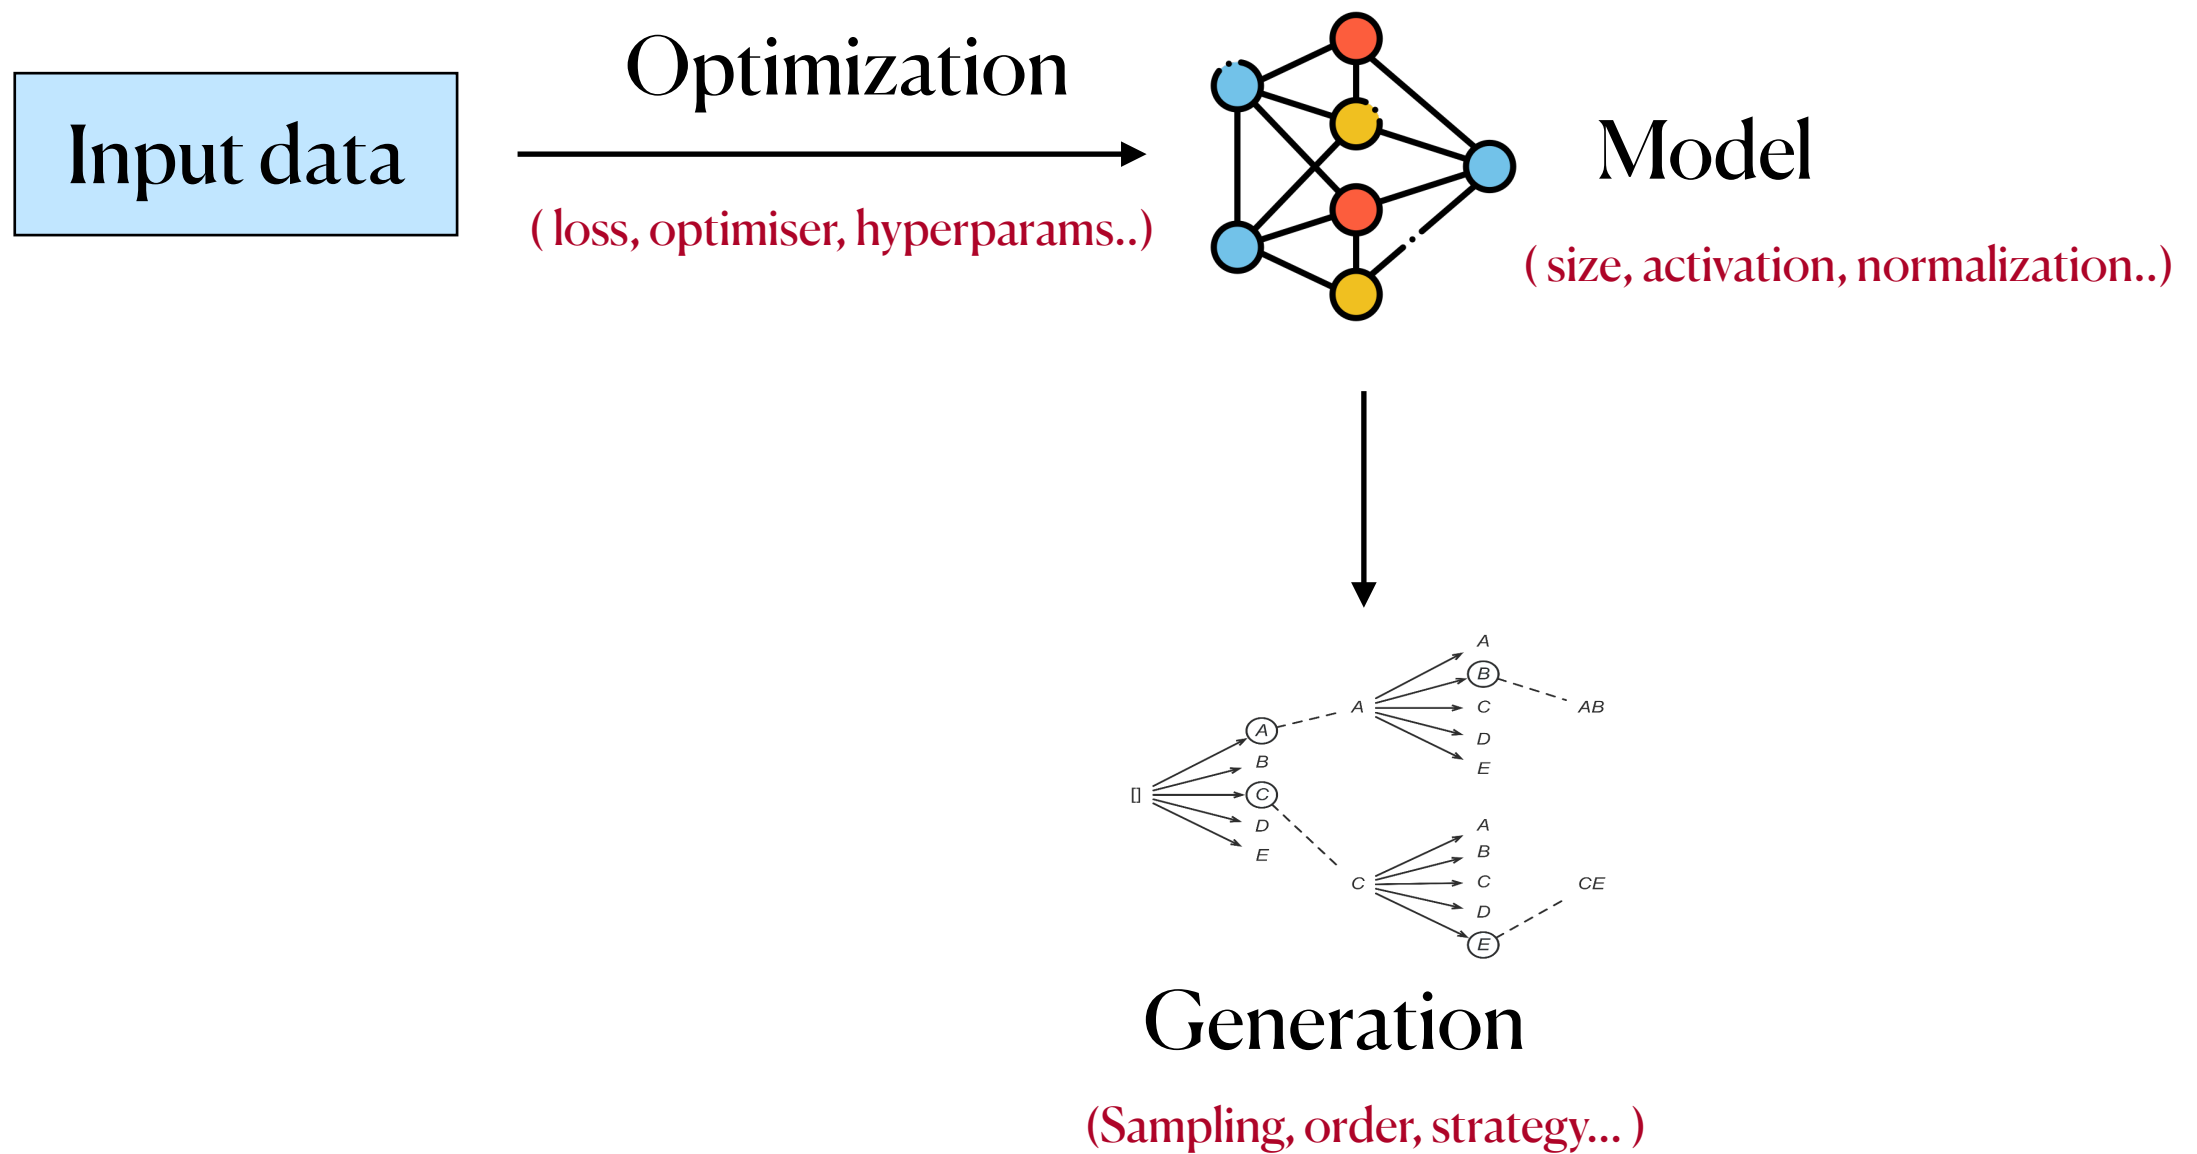 Input data
Optimization
( loss, optimiser, hyperparams..)
Model
( size, activation, normalization..)
[]
A
B
C
D
E
A
C
A
B
C
D
E
A
B
C
D
E
AB
CE
Generation
(Sampling, order, strategy... )